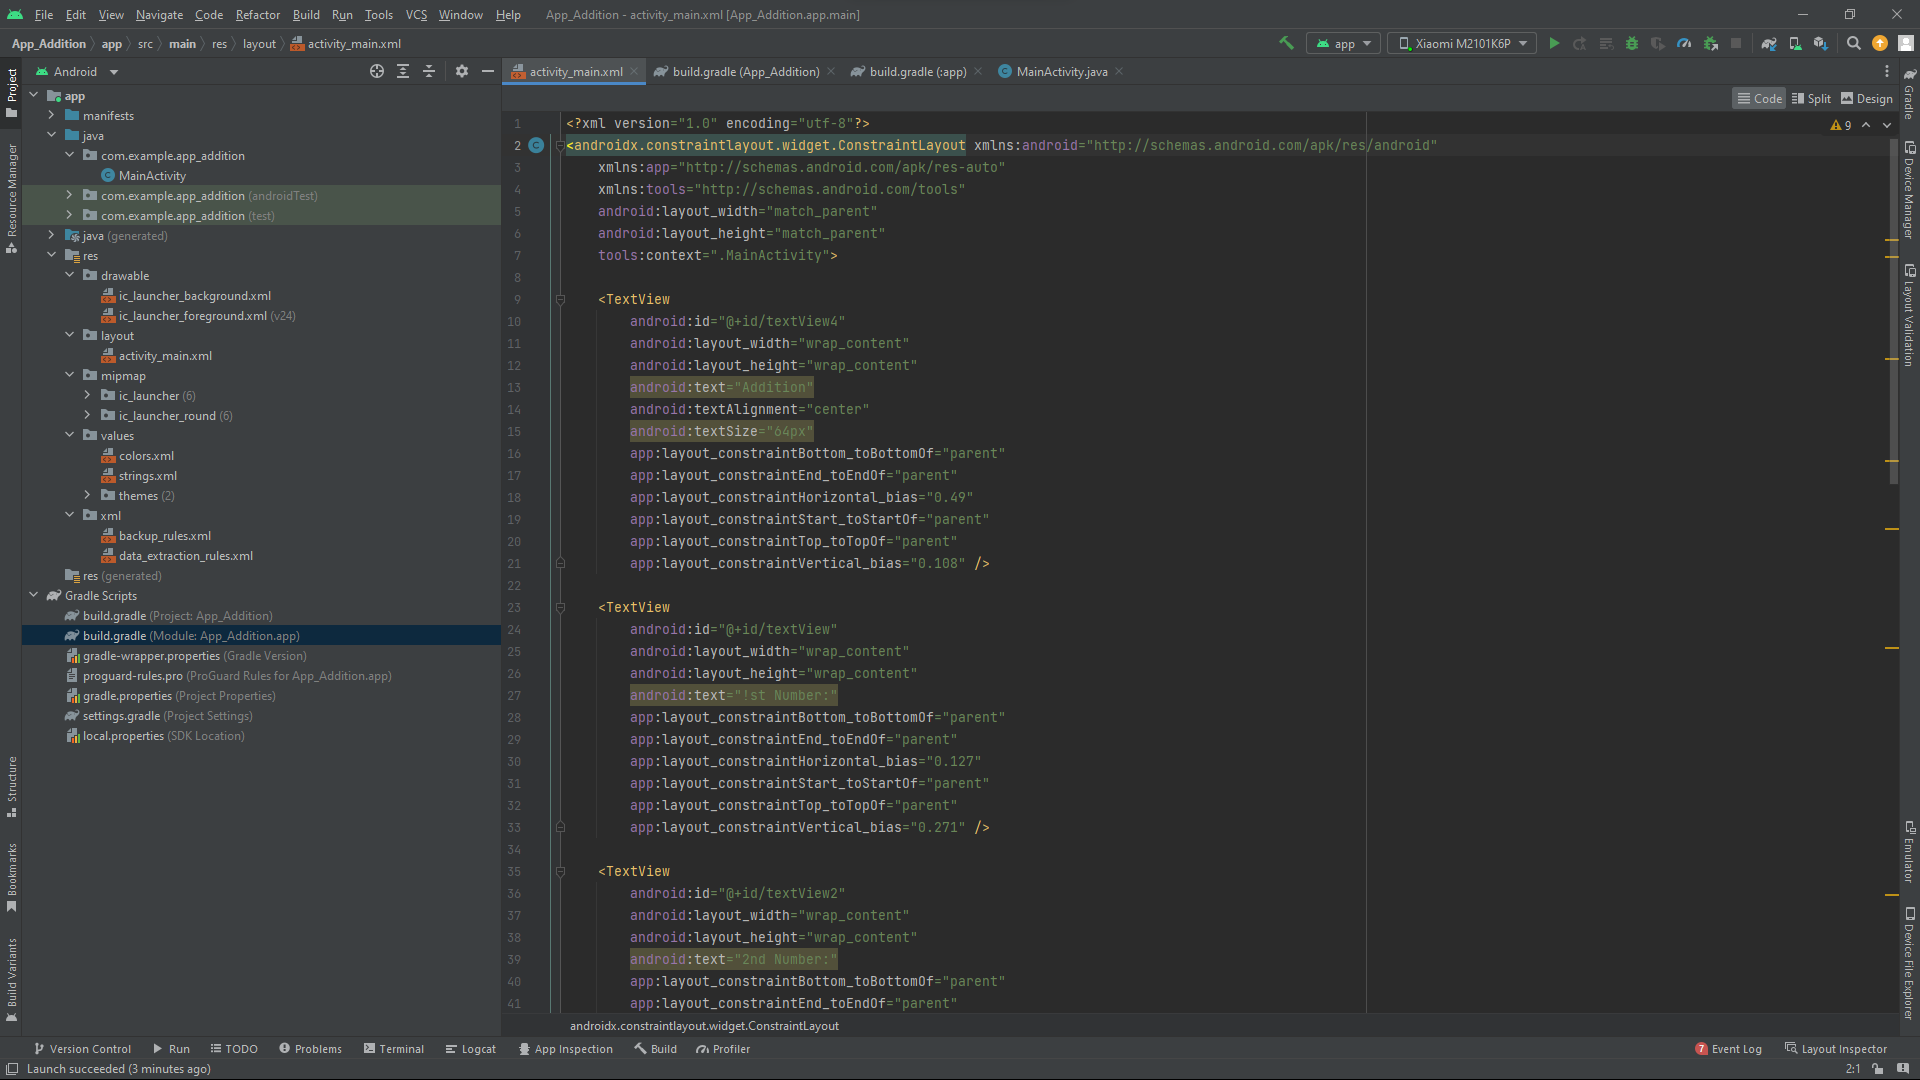 File Edit View Navigate Code Refactor Build Run Tools VCS Window Help App_Addition - activity_main.xml [App_Addition.app.main]
App_Addition app src main res layout activity_main.xml app Xiaomi M2101K6P
Android
activity_main.xml build.gradle (App_Addition) build.gradle (:app) MainActivity.java
Code Split Design
Project
Resource Manager
Structure
Bookmarks
Build Variants
app
manifests
java
com.example.app_addition
MainActivity
com.example.app_addition (androidTest)
com.example.app_addition (test)
java (generated)
res
drawable
ic_launcher_background.xml
ic_launcher_foreground.xml (v24)
layout
activity_main.xml
mipmap
ic_launcher (6)
ic_launcher_round (6)
values
colors.xml
strings.xml
themes (2)
xml
backup_rules.xml
data_extraction_rules.xml
res (generated)
Gradle Scripts
build.gradle (Project: App_Addition)
build.gradle (Module: App_Addition.app)
gradle-wrapper.properties (Gradle Version)
proguard-rules.pro (ProGuard Rules for App_Addition.app)
gradle.properties (Project Properties)
settings.gradle (Project Settings)
local.properties (SDK Location)
9
1 <?xml version="1.0" encoding="utf-8"?>
2 <androidx.constraintlayout.widget.ConstraintLayout xmlns:android="http://schemas.android.com/apk/res/android"
3 xmlns:app="http://schemas.android.com/apk/res-auto"
4 xmlns:tools="http://schemas.android.com/tools"
5 android:layout_width="match_parent"
6 android:layout_height="match_parent"
7 tools:context=".MainActivity">
8
9 <TextView
10 android:id="@+id/textView4"
11 android:layout_width="wrap_content"
12 android:layout_height="wrap_content"
13 android:text="Addition"
14 android:textAlignment="center"
15 android:textSize="64px"
16 app:layout_constraintBottom_toBottomOf="parent"
17 app:layout_constraintEnd_toEndOf="parent"
18 app:layout_constraintHorizontal_bias="0.49"
19 app:layout_constraintStart_toStartOf="parent"
20 app:layout_constraintTop_toTopOf="parent"
21 app:layout_constraintVertical_bias="0.108" />
22
23 <TextView
24 android:id="@+id/textView"
25 android:layout_width="wrap_content"
26 android:layout_height="wrap_content"
27 android:text="!st Number:"
28 app:layout_constraintBottom_toBottomOf="parent"
29 app:layout_constraintEnd_toEndOf="parent"
30 app:layout_constraintHorizontal_bias="0.127"
31 app:layout_constraintStart_toStartOf="parent"
32 app:layout_constraintTop_toTopOf="parent"
33 app:layout_constraintVertical_bias="0.271" />
34
35 <TextView
36 android:id="@+id/textView2"
37 android:layout_width="wrap_content"
38 android:layout_height="wrap_content"
39 android:text="2nd Number:"
40 app:layout_constraintBottom_toBottomOf="parent"
41 app:layout_constraintEnd_toEndOf="parent"
androidx.constraintlayout.widget.ConstraintLayout
Gradle
Device Manager
Layout Validation
Emulator
Device File Explorer
Version Control Run TODO Problems Terminal Logcat App Inspection Build Profiler 7 Event Log Layout Inspector
Launch succeeded (3 minutes ago) 2:1